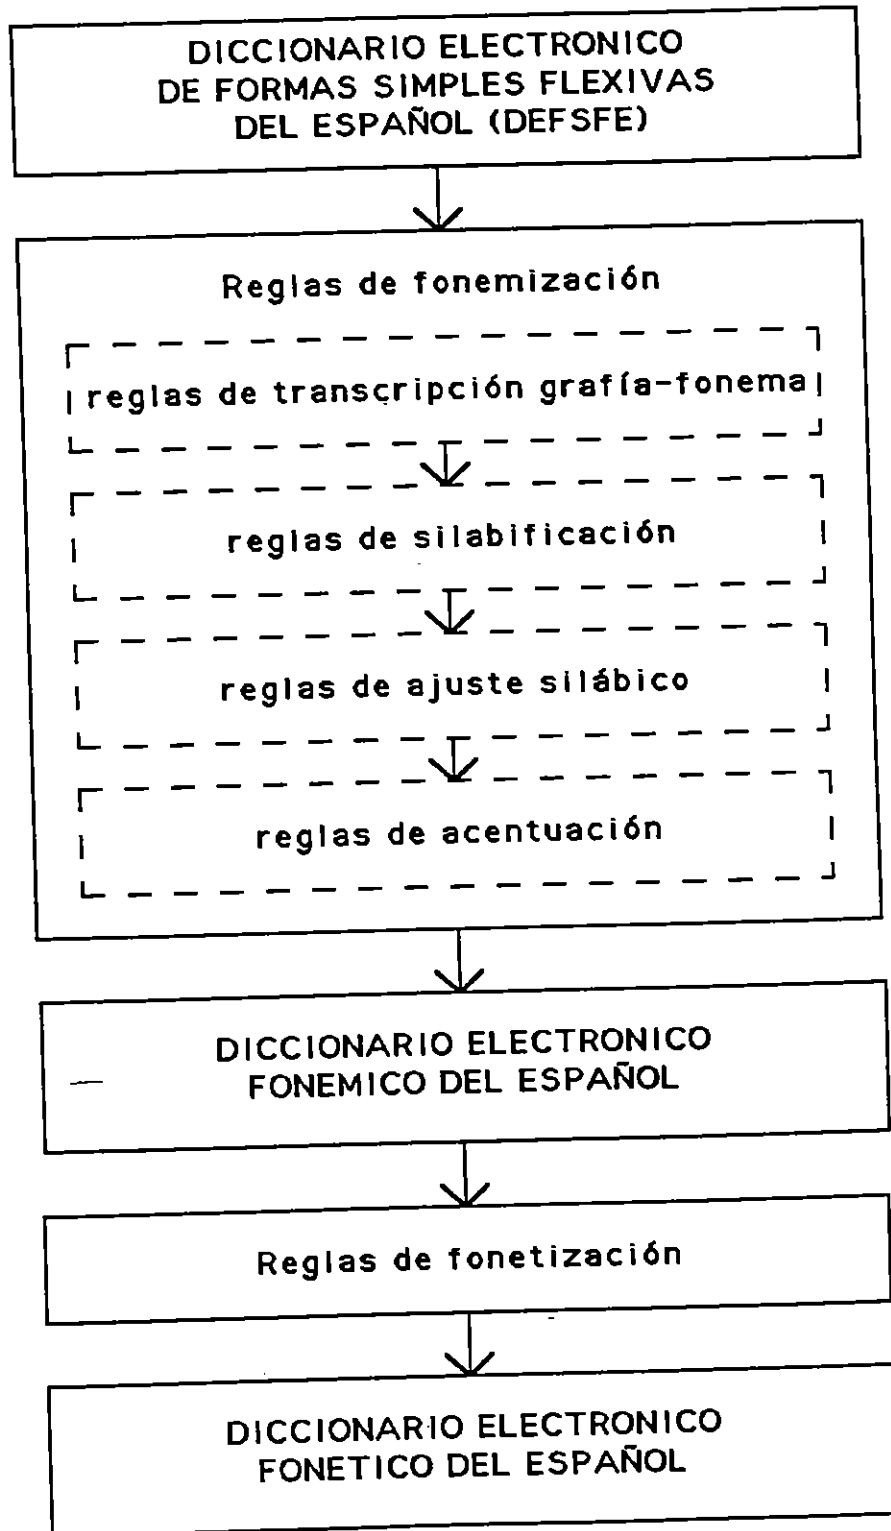 DICCIONARIO ELECTRONICO
DE FORMAS SIMPLES FLEXIVAS
DEL ESPAÑOL (DEFSFE)
Reglas de fonemización
reglas de transcripción grafía-fonema
reglas de silabificación
reglas de ajuste silábico
reglas de acentuación
DICCIONARIO ELECTRONICO
FONEMICO DEL ESPAÑOL
Reglas de fonetización
DICCIONARIO ELECTRONICO
FONETICO DEL ESPAÑOL